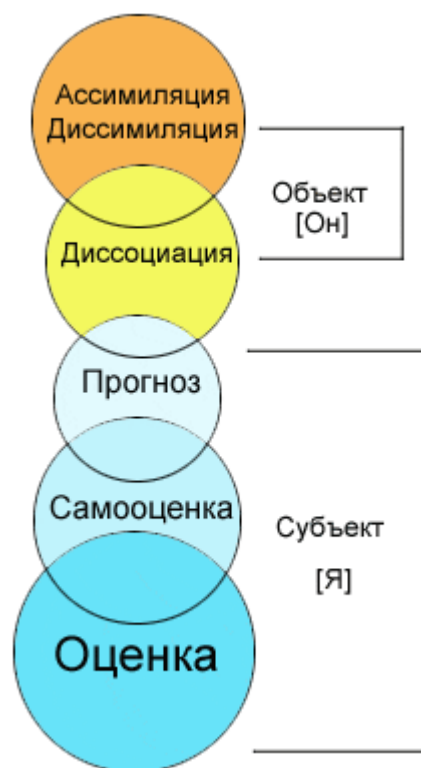 Ассимиляция
Диссимиляция
Объект
[Он]
Диссоциация
Прогноз
Самооценка
Субъект
[Я]
Оценка